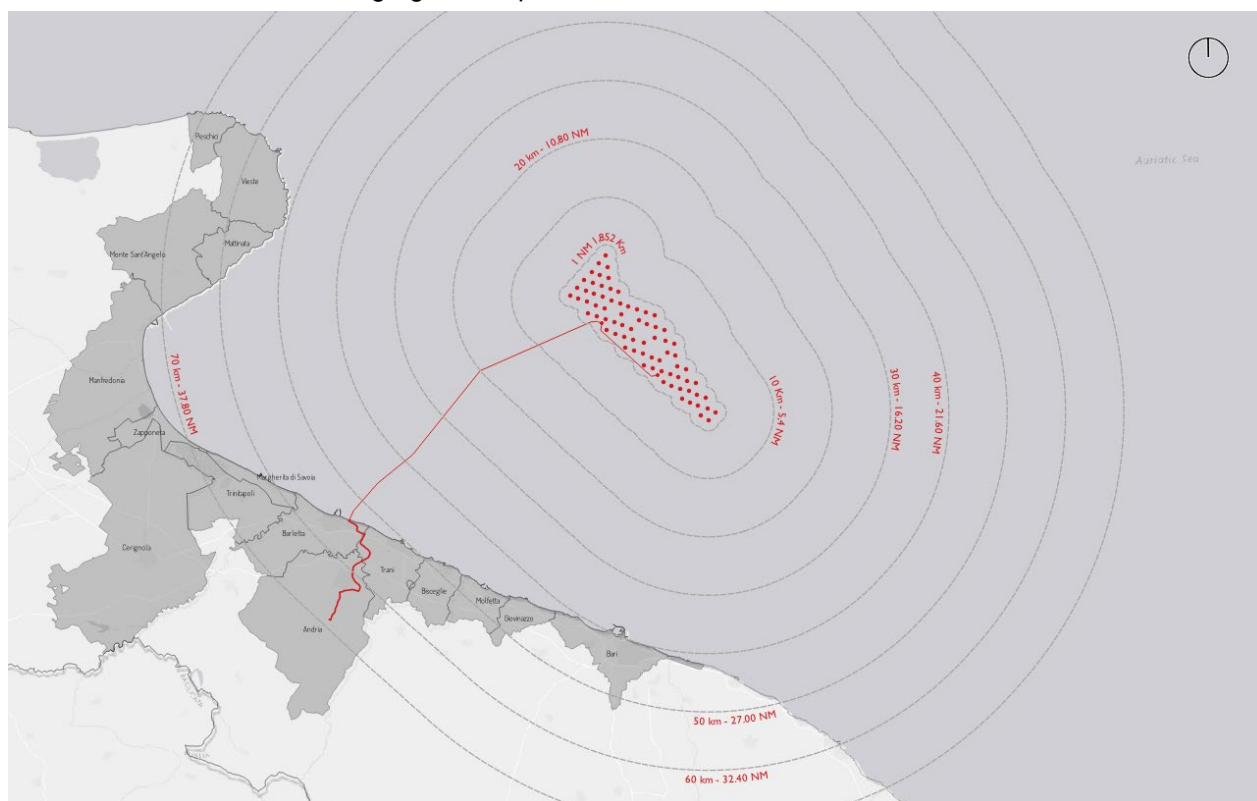 Peschici
20 km - 10.80 NM
Auriatic Sea
Vieste
Mattinata
Monte Sant'Angelo
1 NM 1,852 Km
70 km - 37.80 NM
Manfredonia
10 Km - 5.4 NM
30 km - 16.20 NM
40 km - 21.60 NM
Zapponeta
Margherita di Savoia
Trinitapoli
Barletta
Cerignola
Trani
Bisceglie
Molfetta
Giovinazzo
Andria
Bari
50 km - 27.00 NM
60 km - 32.40 NM